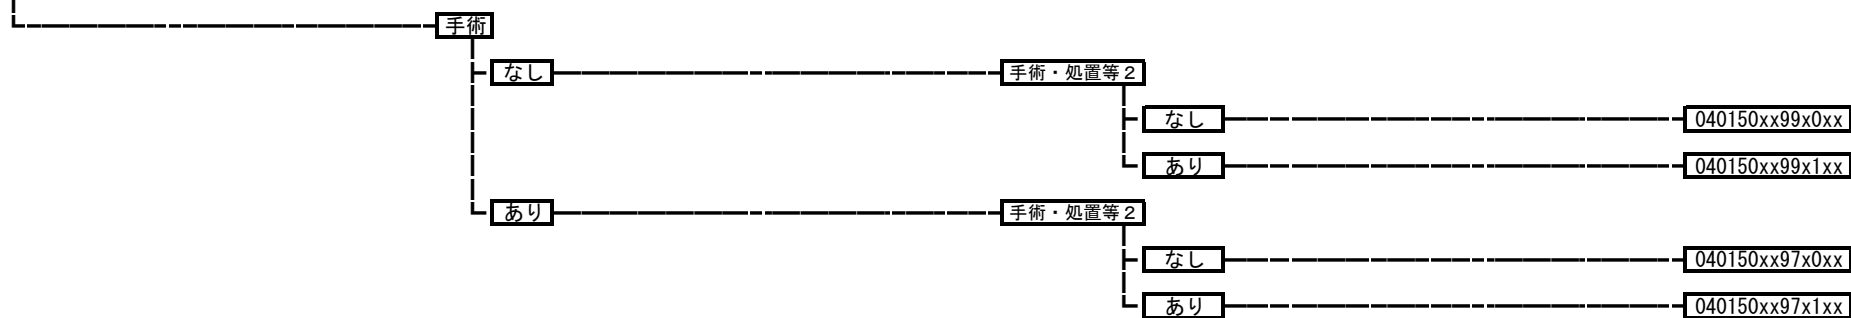 手術
なし 手術・処置等２
なし 040150xx99x0xx
あり 040150xx99x1xx
あり 手術・処置等２
なし 040150xx97x0xx
あり 040150xx97x1xx